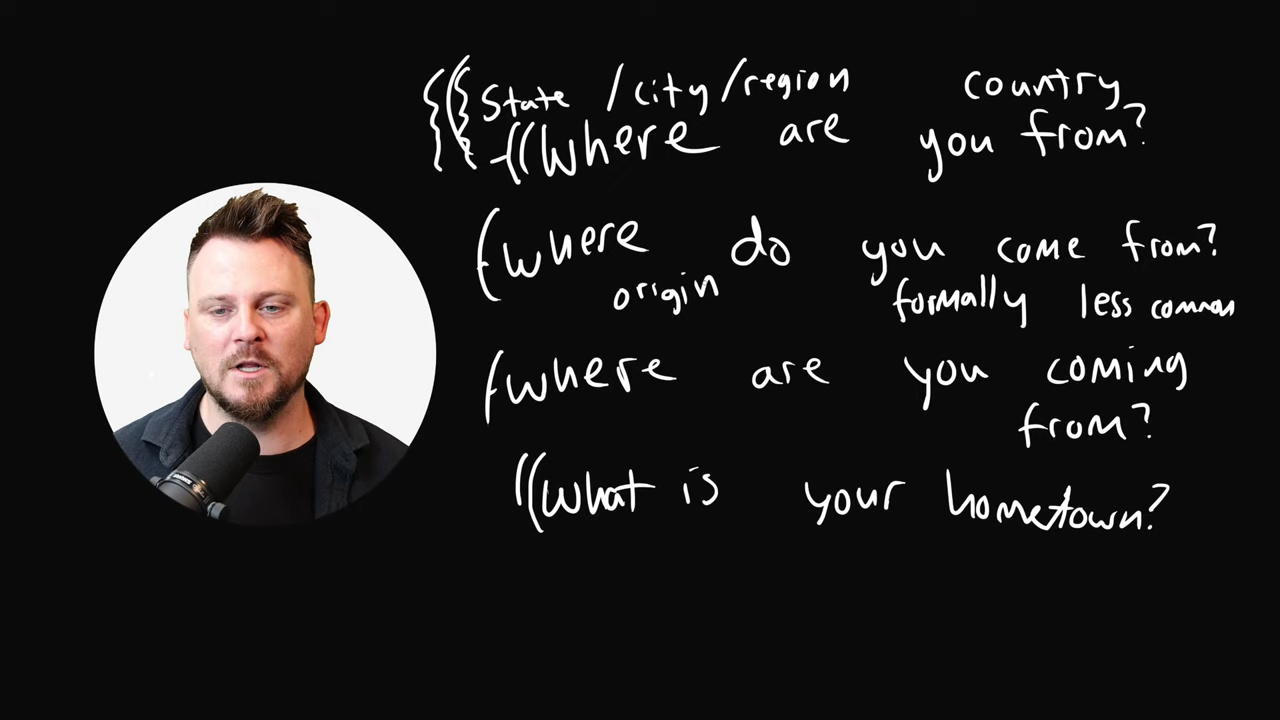 State /city/region country
where are you from?
where do you come from?
origin formally less common
where are you coming
from?
what is your hometown?